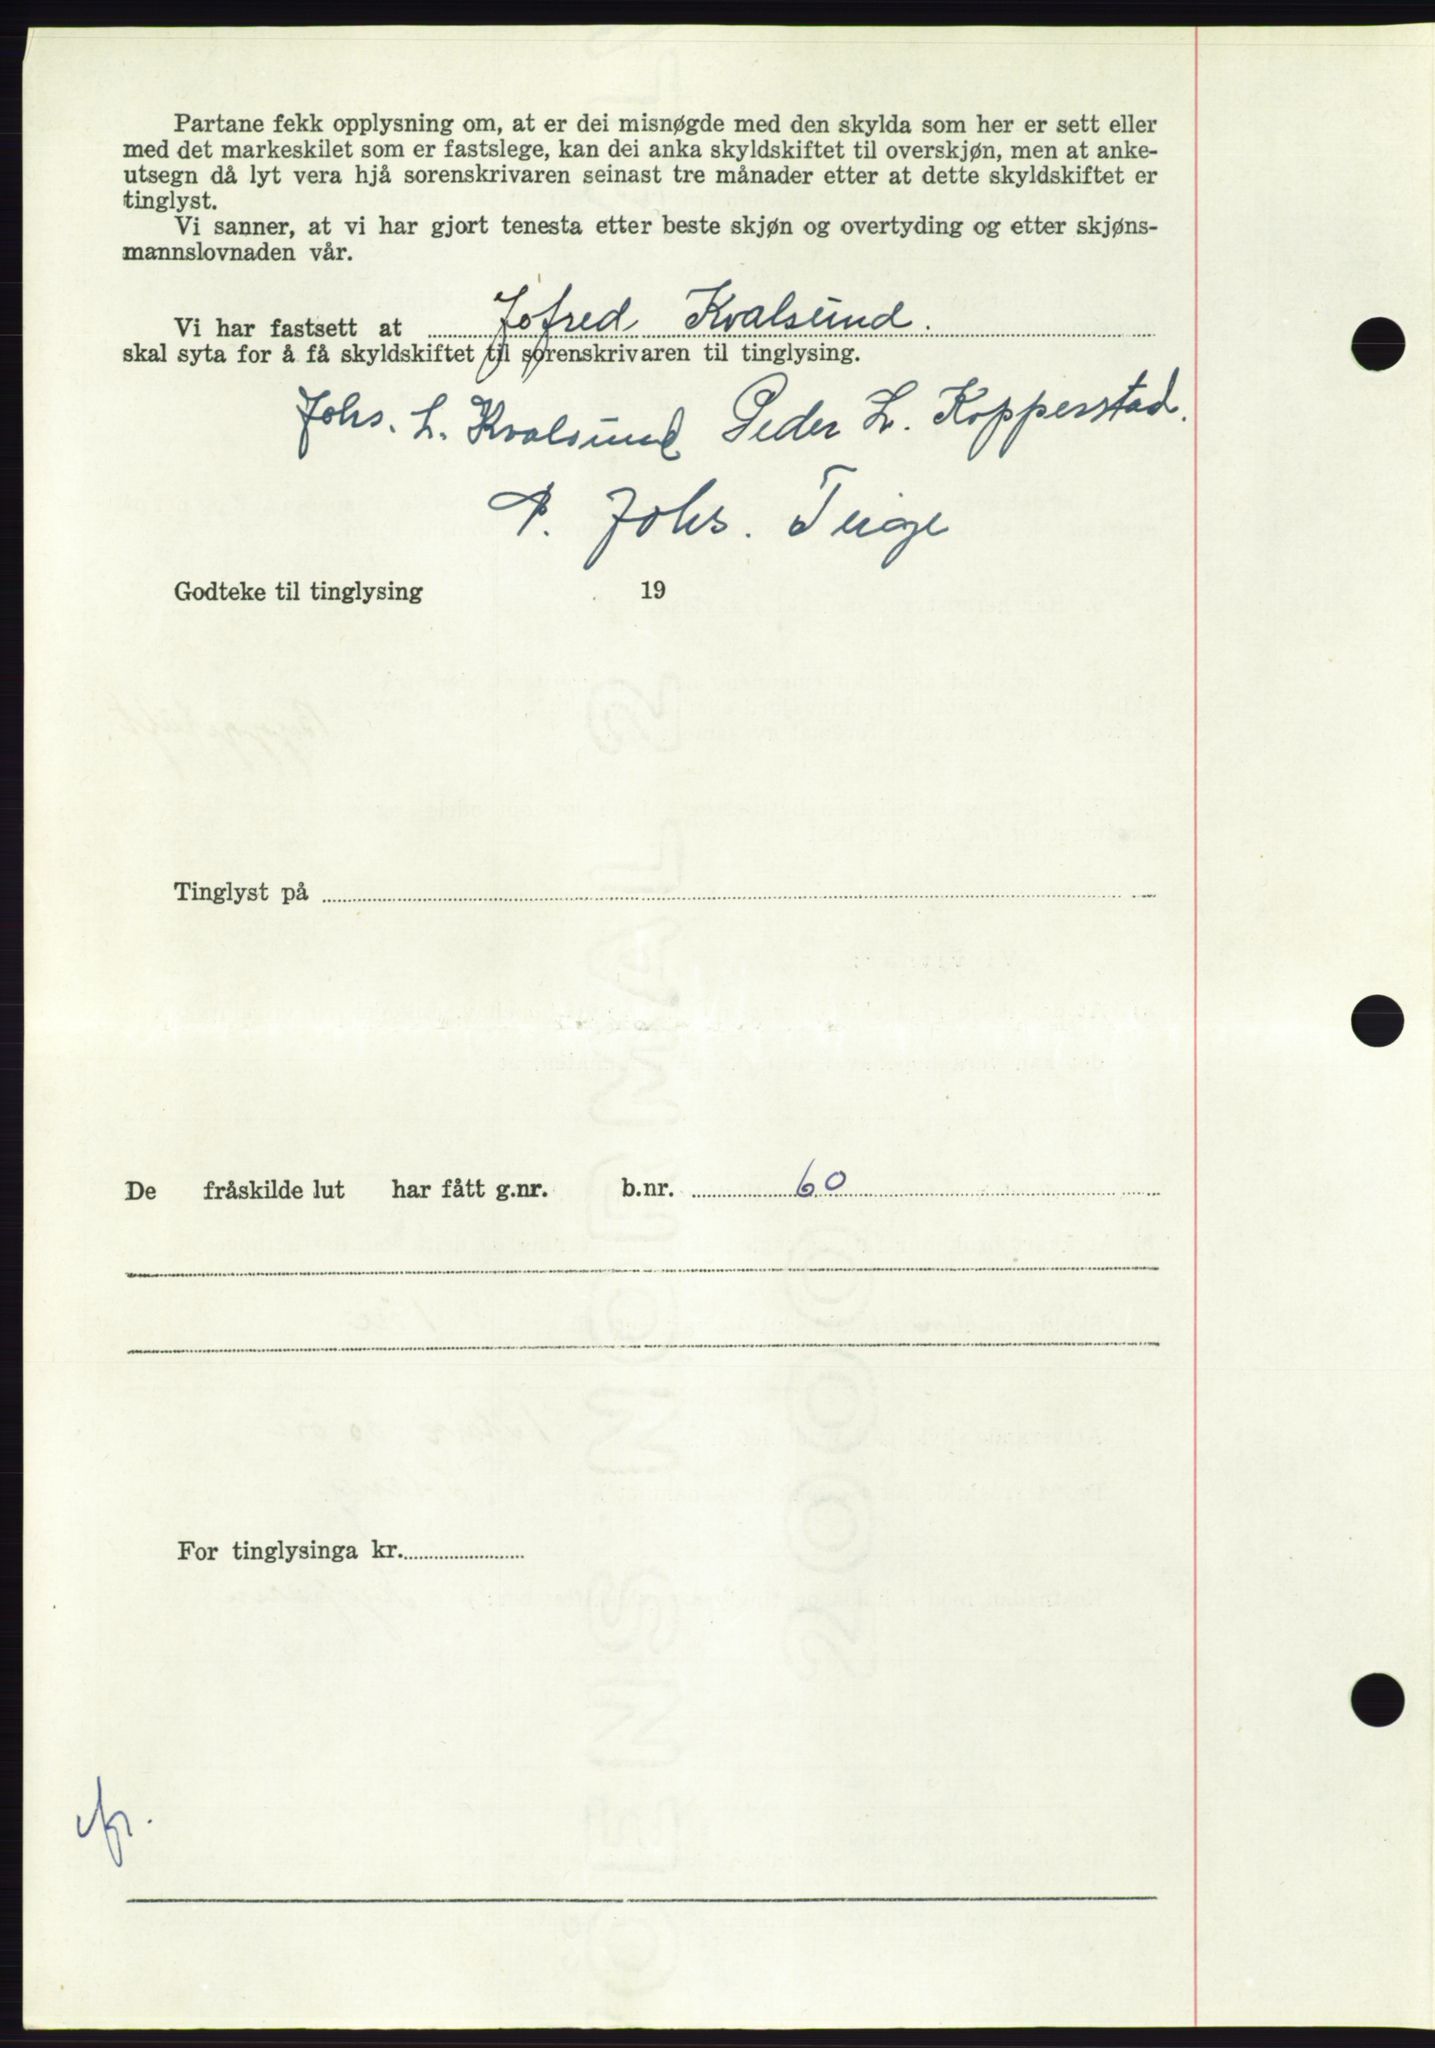 Partane fekk opplysning om, at er dei misnøgde med den skylda som her er sett eller
med det markeskilet som er fastslege, kan dei anka skyldskiftet til overskjøn, men at anke-
utsegn då lyt vera hjå sorenskrivaren seinast tre månader etter at dette skyldskiftet er
tinglyst.
Vi sanner, at vi har gjort tenesta etter beste skjøn og overtyding og etter skjøns-
mannslovnaden vår.
Vi har fastsett at Jofred Kvalsund.
skal syta for å få skyldskiftet til sorenskrivaren til tinglysing.
Johs. L. Kvalsund Peder L. Kopperstad.
P. Johs. Teige
Godteke til tinglysing 19
Tinglyst på
De fråskilde lut har fått g.nr. b.nr. 60
For tinglysinga kr.